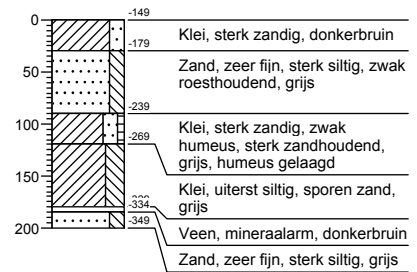 0
-149
Klei, sterk zandig, donkerbruin
-179
Zand, zeer fijn, sterk siltig, zwak
roesthoudend, grijs
50
-239
Klei, sterk zandig, zwak
humeus, sterk zandhoudend,
grijs, humeus gelaagd
100
-269
Klei, uiterst siltig, sporen zand,
grijs
150
-334
Veen, mineraalarm, donkerbruin
200
-349
Zand, zeer fijn, sterk siltig, grijs